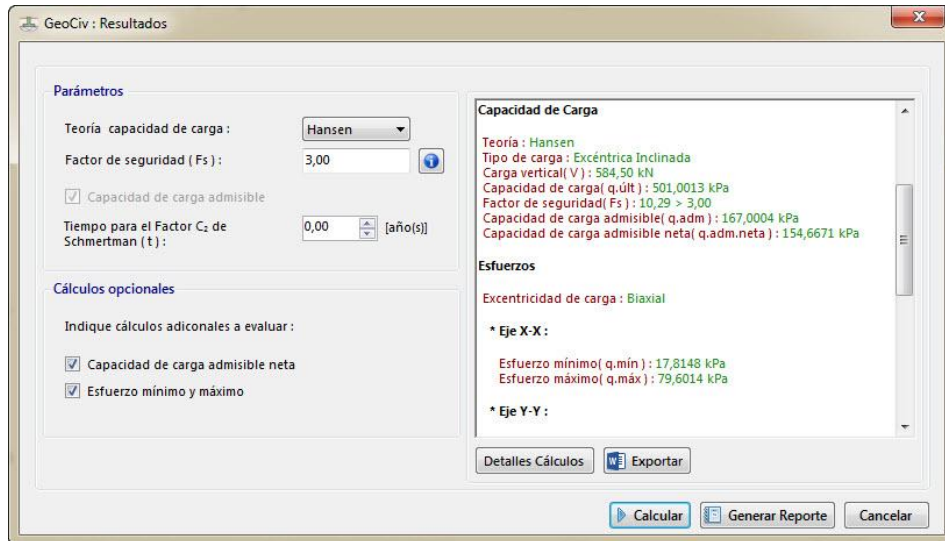 GeoCiv : Resultados
Parámetros
Teoría capacidad de carga :
Hansen
Factor de seguridad ( Fs ) :
3,00
Capacidad de carga admisible
Tiempo para el Factor C₂ de
Schmertman ( t ) :
0,00
[año(s)]
Cálculos opcionales
Indique cálculos adiconales a evaluar :
Capacidad de carga admisible neta
Esfuerzo mínimo y máximo
Capacidad de Carga
Teoría : Hansen
Tipo de carga : Excéntrica Inclinada
Carga vertical( V ) : 584,50 kN
Capacidad de carga( q.últ ) : 501,0013 kPa
Factor de seguridad( Fs ) : 10,29 > 3,00
Capacidad de carga admisible( q.adm ) : 167,0004 kPa
Capacidad de carga admisible neta( q.adm.neta ) : 154,6671 kPa
Esfuerzos
Excentricidad de carga : Biaxial
* Eje X-X :
Esfuerzo mínimo( q.mín ) : 17,8148 kPa
Esfuerzo máximo( q.máx ) : 79,6014 kPa
* Eje Y-Y :
Detalles Cálculos
Exportar
Calcular
Generar Reporte
Cancelar